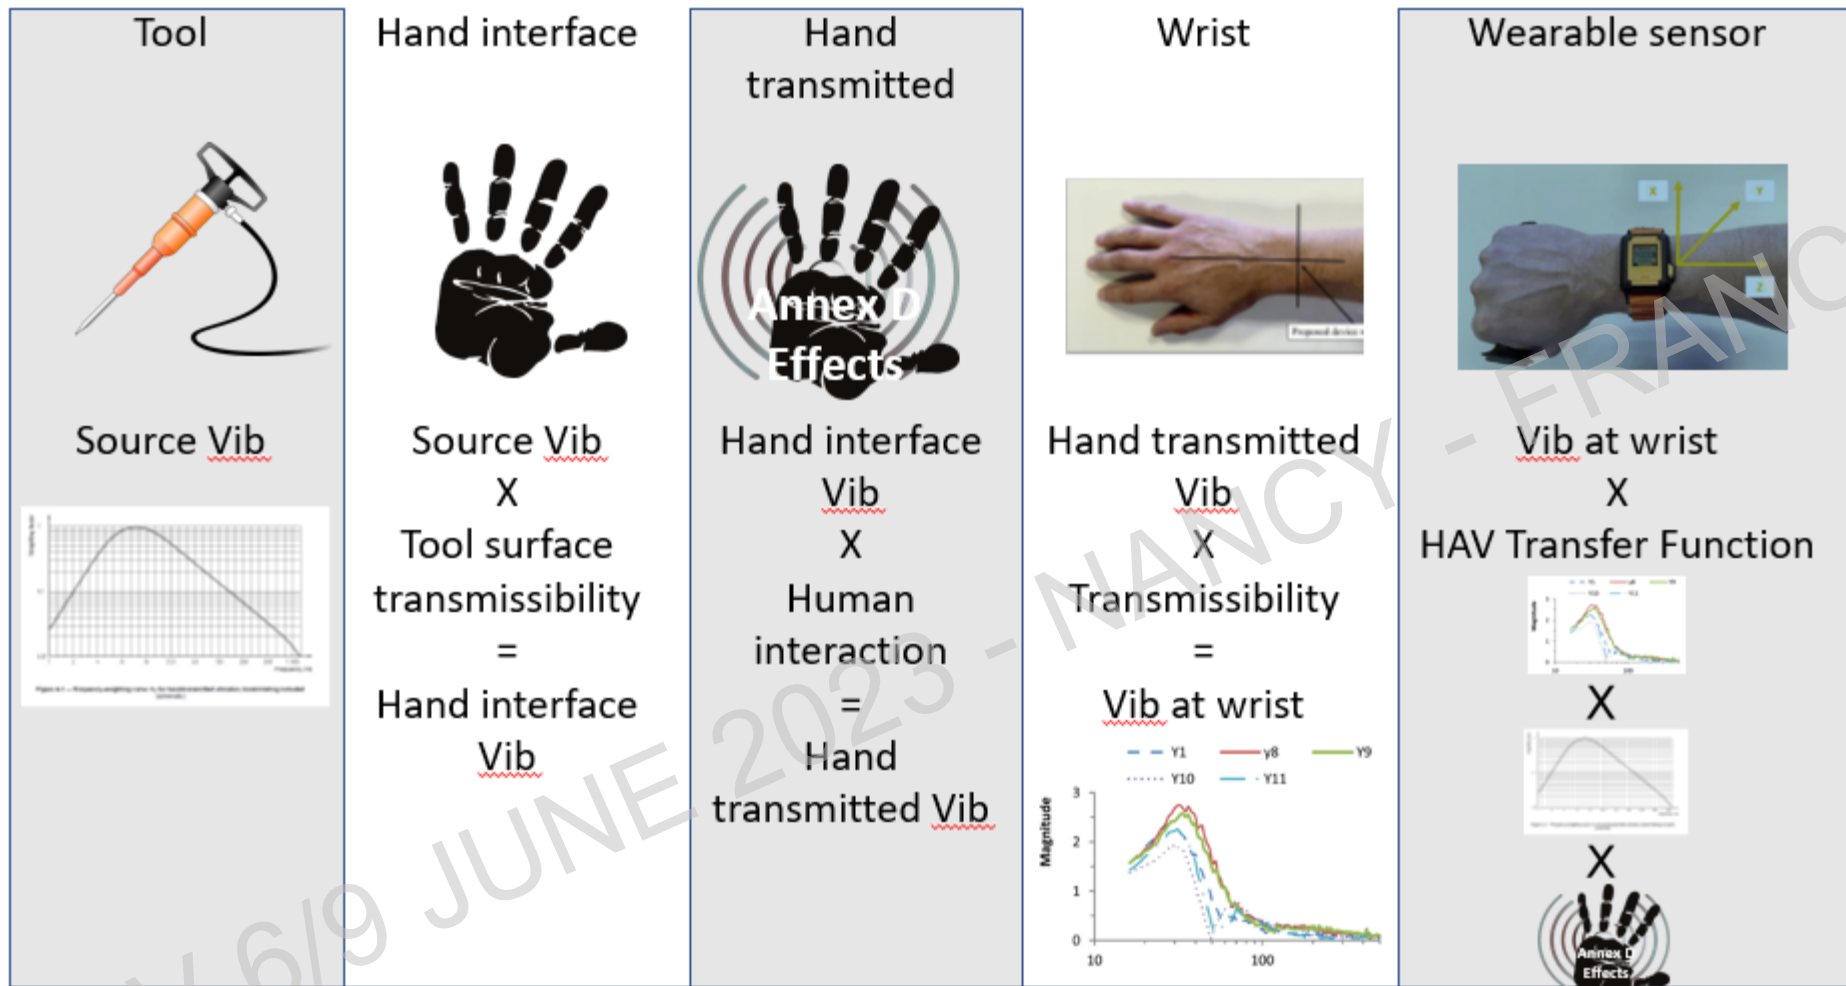 Tool
Source Vib
Hand interface
Source Vib
X
Tool surface
transmissibility
=
Hand interface
Vib
Hand
transmitted
Annex D
Effects
Hand interface
Vib
X
Human
interaction
=
Hand
transmitted Vib
Wrist
Proposed device
Hand transmitted
Vib
X
Transmissibility
=
Vib at wrist
Y1 y8 Y9
Y10 Y11
Magnitude
3
2
1
0
10 100
Wearable sensor
X Y
Z
Vib at wrist
X
HAV Transfer Function
Magnitude
X
X
Annex D
Effects
6/9 JUNE 2023 - NANCY - FRANC